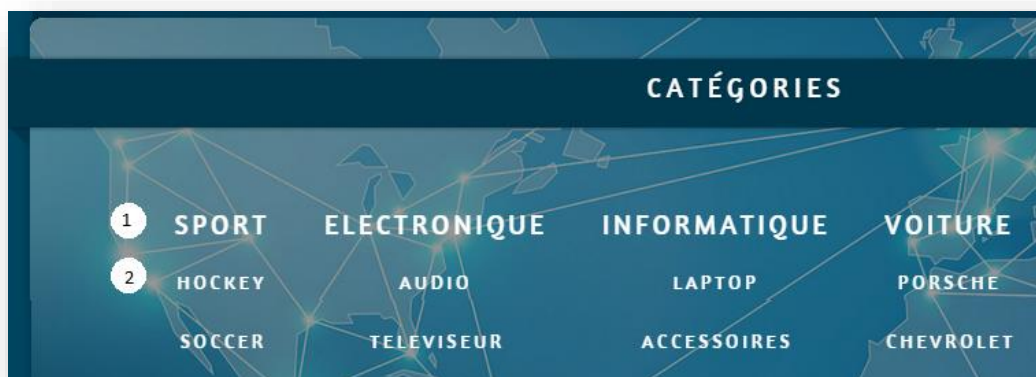 CATÉGORIES
1 SPORT ELECTRONIQUE INFORMATIQUE VOITURE
2 HOCKEY AUDIO LAPTOP PORSCHE
SOCCER TELEVISEUR ACCESSOIRES CHEVROLET